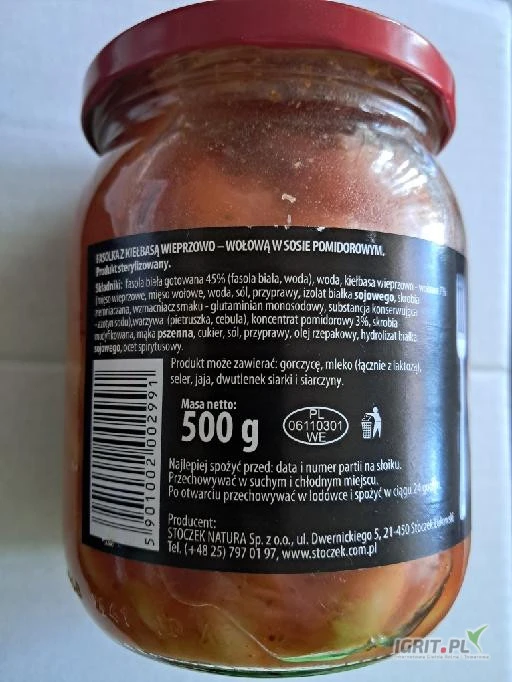 FASOLKA Z KIEŁBASĄ WIEPRZOWO – WOŁOWĄ W SOSIE POMIDOROWYM.
Produkt sterylizowany.
Składniki: fasola biała gotowana 45% (fasola biała, woda), woda, kiełbasa wieprzowo - wołowa 7%
(mięso wieprzowe, mięso wołowe, woda, sól, przyprawy, izolat białka sojowego, skrobia
ziemniaczana, wzmacniacz smaku - glutaminian monosodowy, substancja konserwująca
- azotyn sodu), warzywa (pietruszka, cebula), koncentrat pomidorowy 3%, skrobia
modyfikowana, mąka pszenna, cukier, sól, przyprawy, olej rzepakowy, hydrolizat białka
sojowego, ocet spirytusowy.
Produkt może zawierać: gorczycę, mleko (łącznie z laktozą),
seler, jaja, dwutlenek siarki i siarczyny.
Masa netto:
500 g
PL
06110301
WE
5 901002 002991
Najlepiej spożyć przed: data i numer partii na słoiku.
Przechowywać w suchym i chłodnym miejscu.
Po otwarciu przechowywać w lodówce i spożyć w ciągu 24 godzin.
Producent:
STOCZEK NATURA Sp. z o.o., ul. Dwernickiego 5, 21-450 Stoczek Łukowski
Tel. (+48 25) 797 01 97, www.stoczek.com.pl
IGRIT.PL